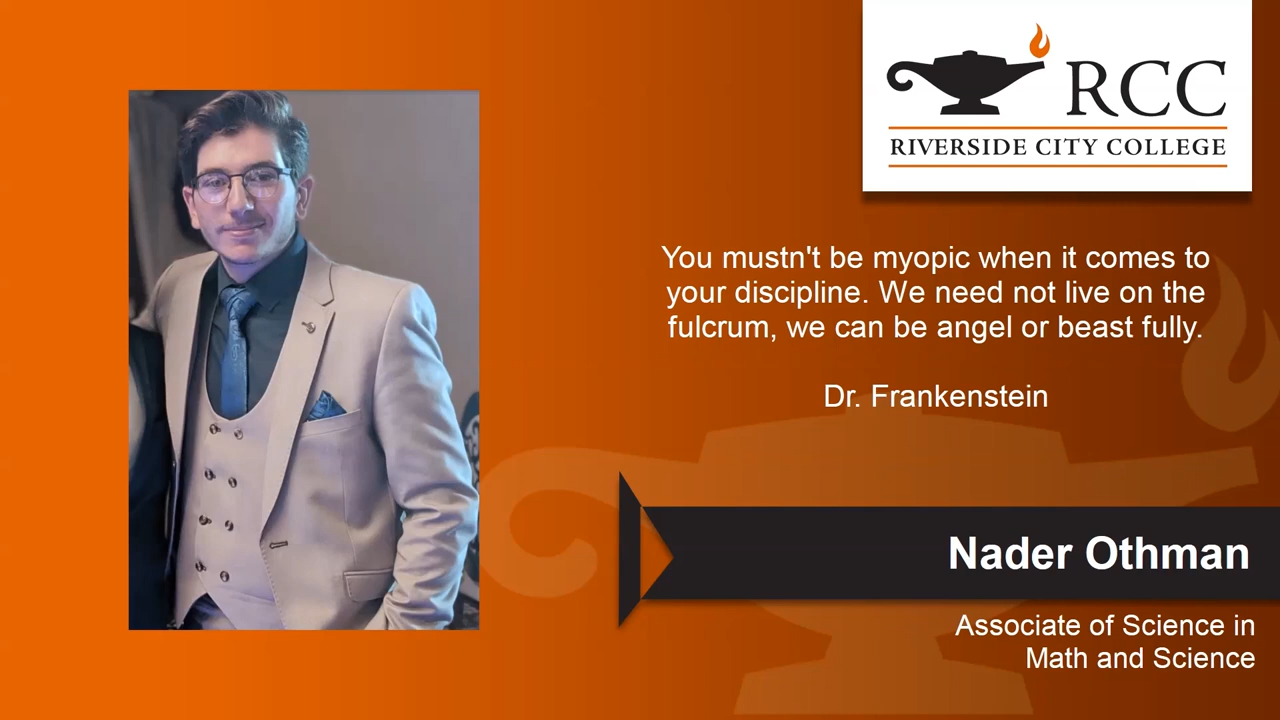 RCC
RIVERSIDE CITY COLLEGE
You mustn't be myopic when it comes to
your discipline. We need not live on the
fulcrum, we can be angel or beast fully.
Dr. Frankenstein
Nader Othman
Associate of Science in
Math and Science